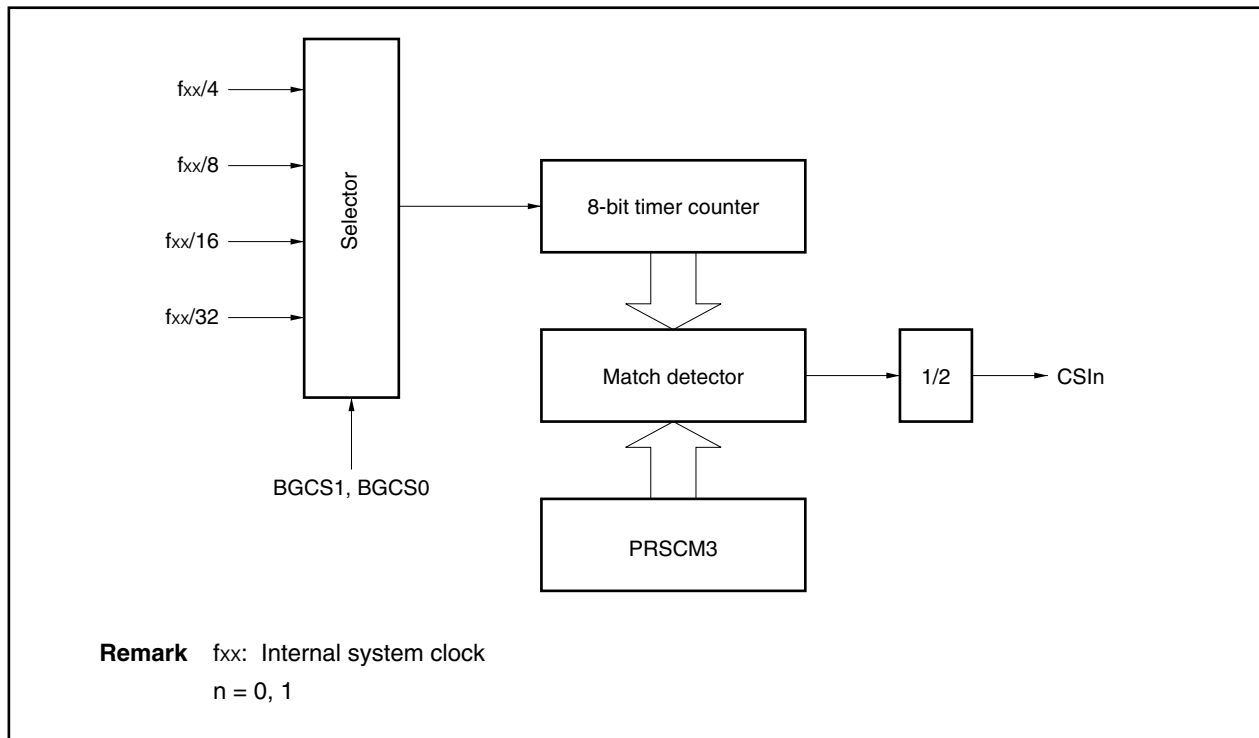 fxx/4
fxx/8
fxx/16
fxx/32
Selector
BGCS1, BGCS0
8-bit timer counter
Match detector
1/2
CSIn
PRSCM3
Remark fxx: Internal system clock
n = 0, 1